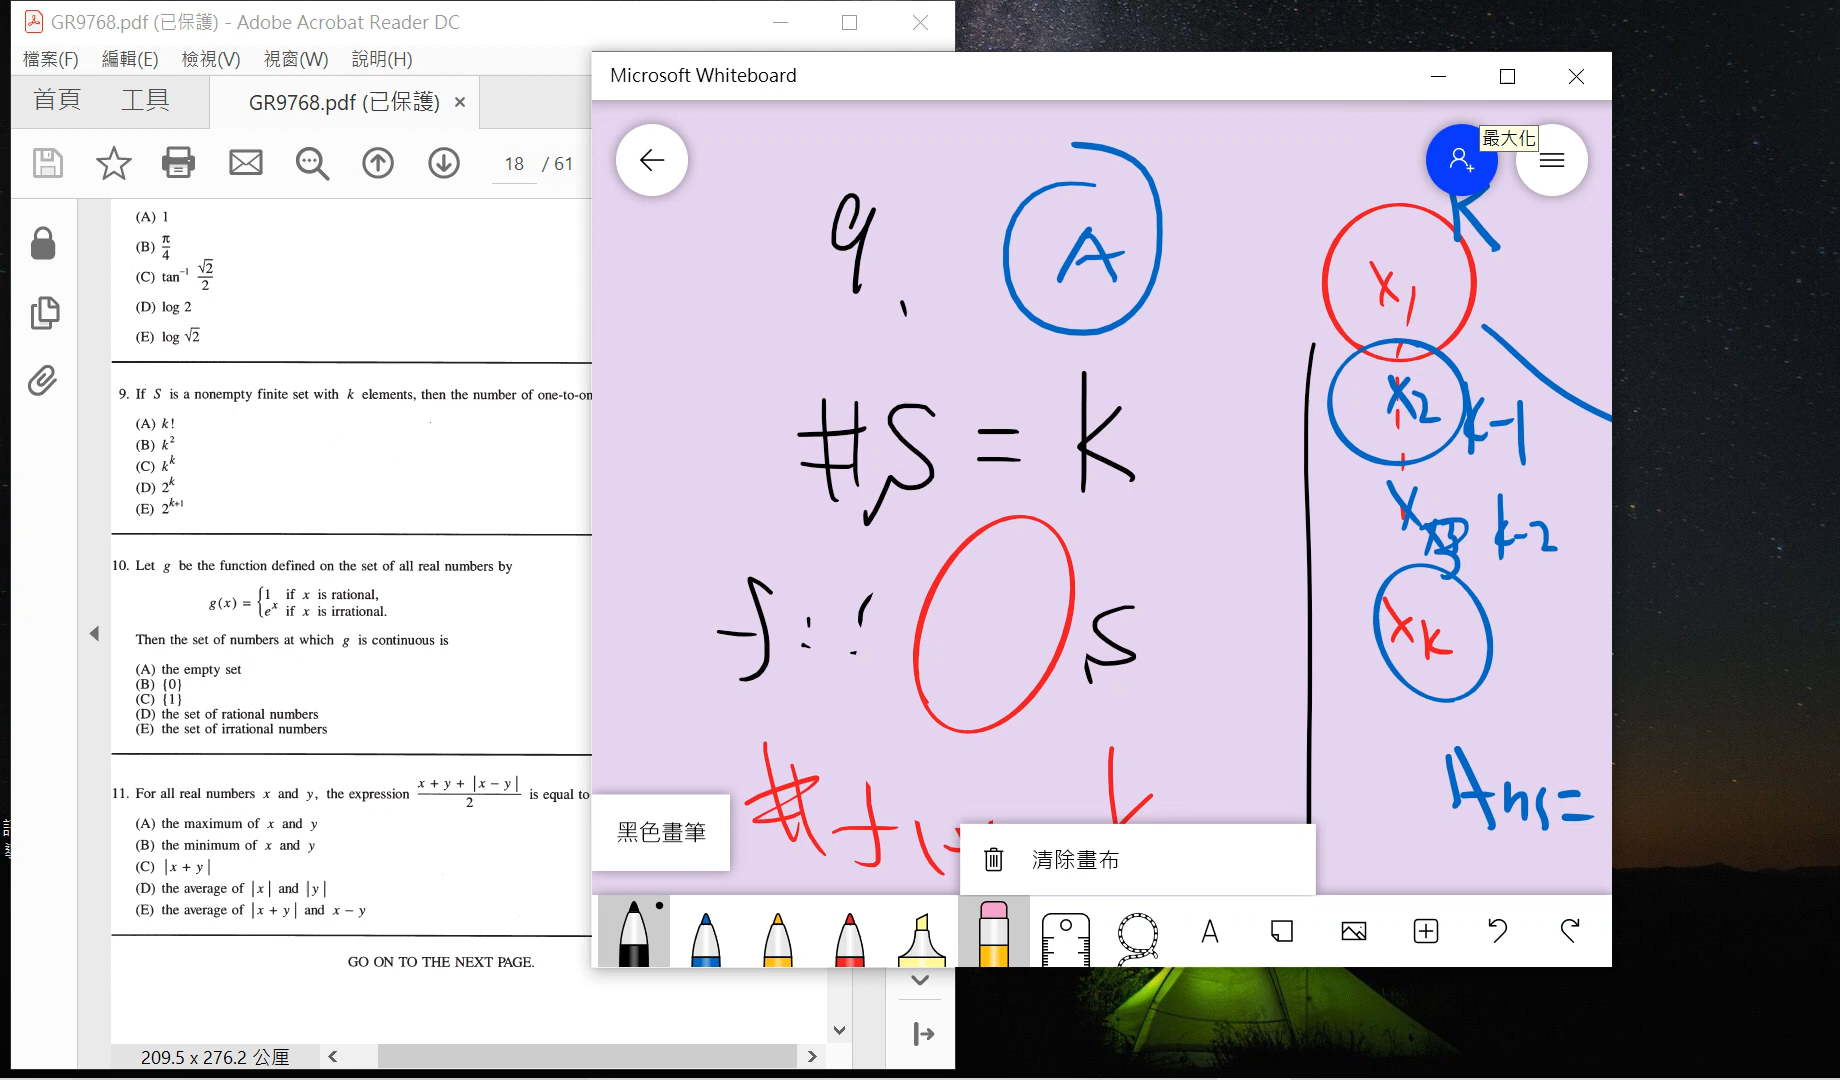 GR9768.pdf (已保護) - Adobe Acrobat Reader DC
檔案(F) 編輯(E) 檢視(V) 視窗(W) 說明(H)
首頁 工具 GR9768.pdf (已保護) ×
18 / 61
(A) 1
(B) π/4
(C) tan⁻¹ √2/2
(D) log 2
(E) log √2
9. If S is a nonempty finite set with k elements, then the number of one-to-on
(A) k!
(B) k²
(C) kᵏ
(D) 2ᵏ
(E) 2ᵏ⁺¹
10. Let g be the function defined on the set of all real numbers by
g(x) = { 1 if x is rational,
eˣ if x is irrational.
Then the set of numbers at which g is continuous is
(A) the empty set
(B) {0}
(C) {1}
(D) the set of rational numbers
(E) the set of irrational numbers
11. For all real numbers x and y, the expression (x + y + |x − y|)/2 is equal to
(A) the maximum of x and y
(B) the minimum of x and y
(C) |x + y|
(D) the average of |x| and |y|
(E) the average of |x + y| and x − y
GO ON TO THE NEXT PAGE.
209.5 x 276.2 公厘
Microsoft Whiteboard
最大化
9.
A
#S = k
f :
S
# f
k
x₁
x₂ k-1
x₃ k-2
xₖ
Ans=
黑色畫筆
清除畫布